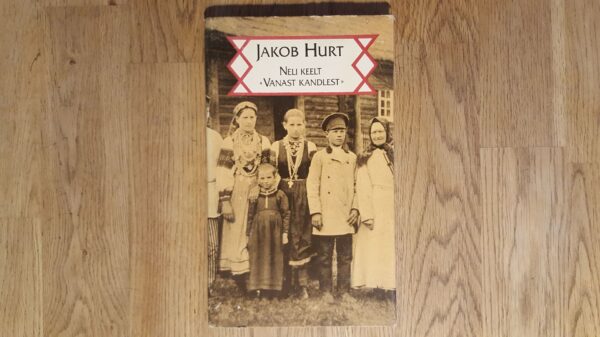 JAKOB HURT
NELI KEELT
«VANAST KANDLEST»